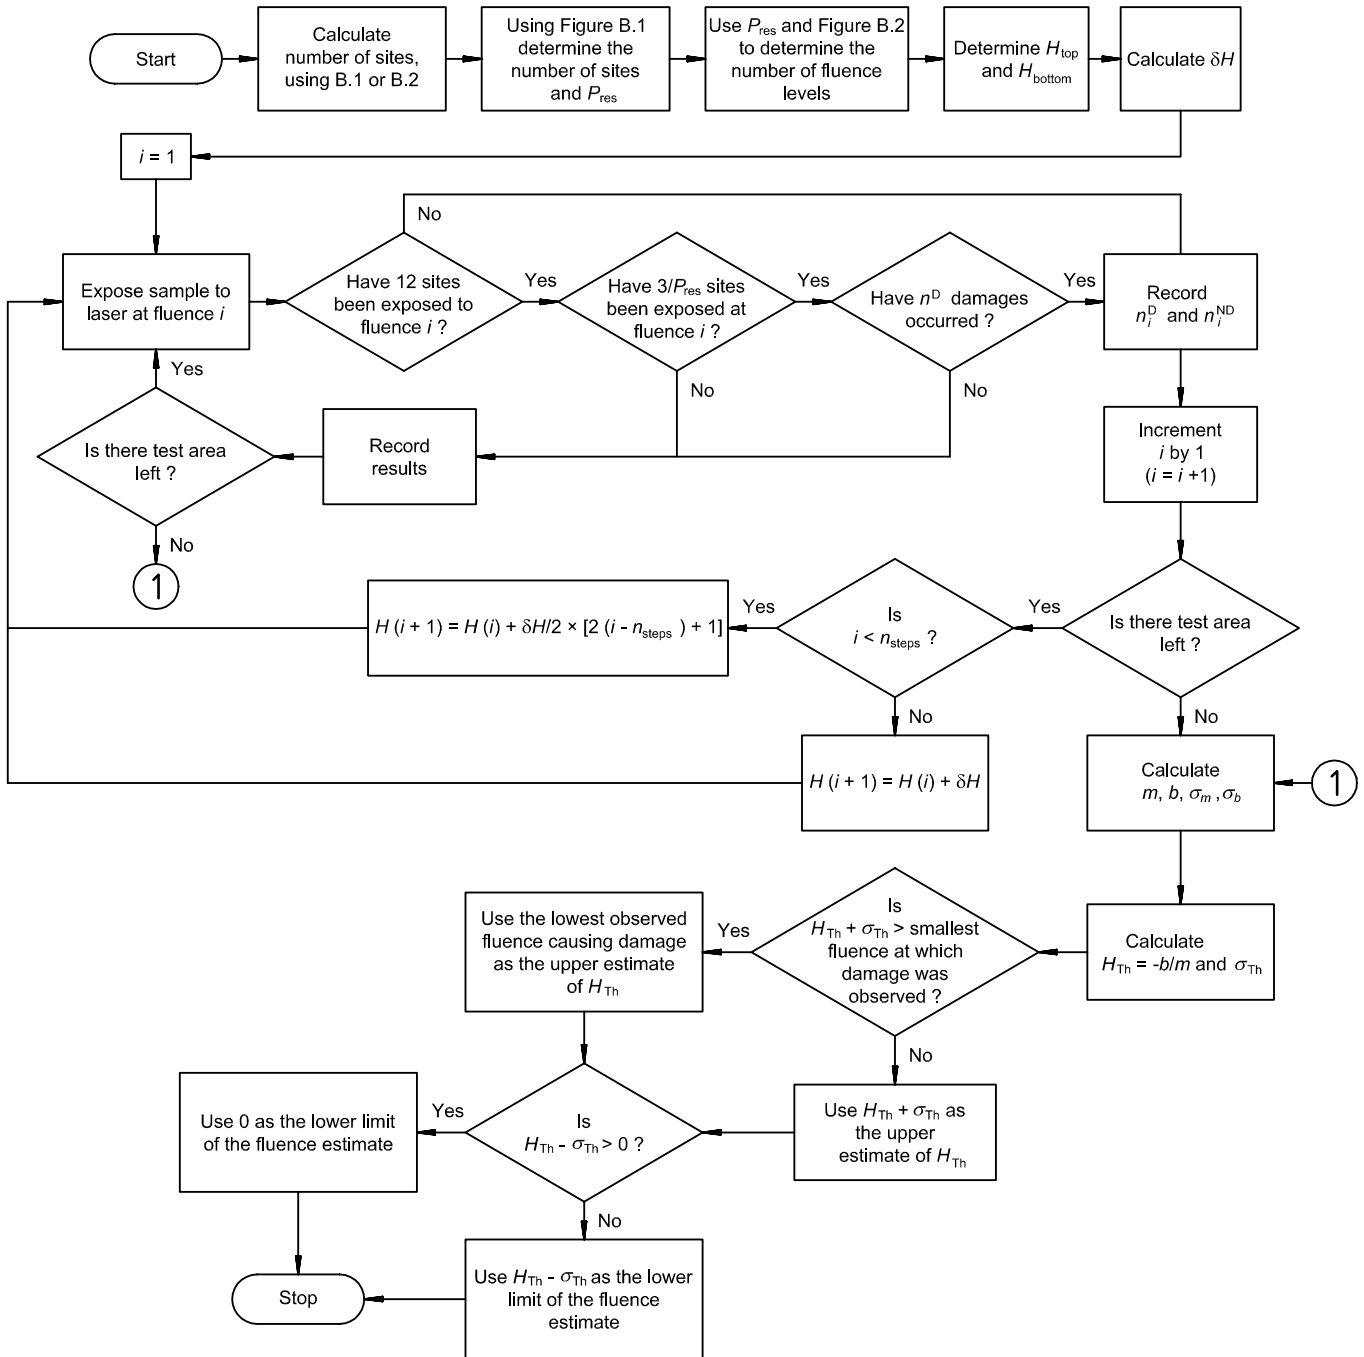 Start
Calculate
number of sites,
using B.1 or B.2
Using Figure B.1
determine the
number of sites
and Pres
Use Pres and Figure B.2
to determine the
number of fluence
levels
Determine Htop
and Hbottom
Calculate δH
i = 1
Expose sample to
laser at fluence i
Have 12 sites
been exposed to
fluence i ?
No
Yes
Have 3/Pres sites
been exposed at
fluence i ?
Yes
No
Have nD damages
occurred ?
Yes
No
Record
niD and niND
Yes
Is there test area
left ?
No
1
Record
results
Increment
i by 1
(i = i +1)
Is there test area
left ?
Yes
No
Is
i < nsteps ?
Yes
No
H (i + 1) = H (i) + δH/2 × [2 (i - nsteps ) + 1]
H (i + 1) = H (i) + δH
Calculate
m, b, σm ,σb
1
Calculate
HTh = -b/m and σTh
Is
HTh + σTh > smallest
fluence at which
damage was
observed ?
Yes
No
Use the lowest observed
fluence causing damage
as the upper estimate
of HTh
Use HTh + σTh as
the upper
estimate of HTh
Is
HTh - σTh > 0 ?
Yes
No
Use 0 as the lower limit
of the fluence estimate
Use HTh - σTh as the lower
limit of the fluence
estimate
Stop